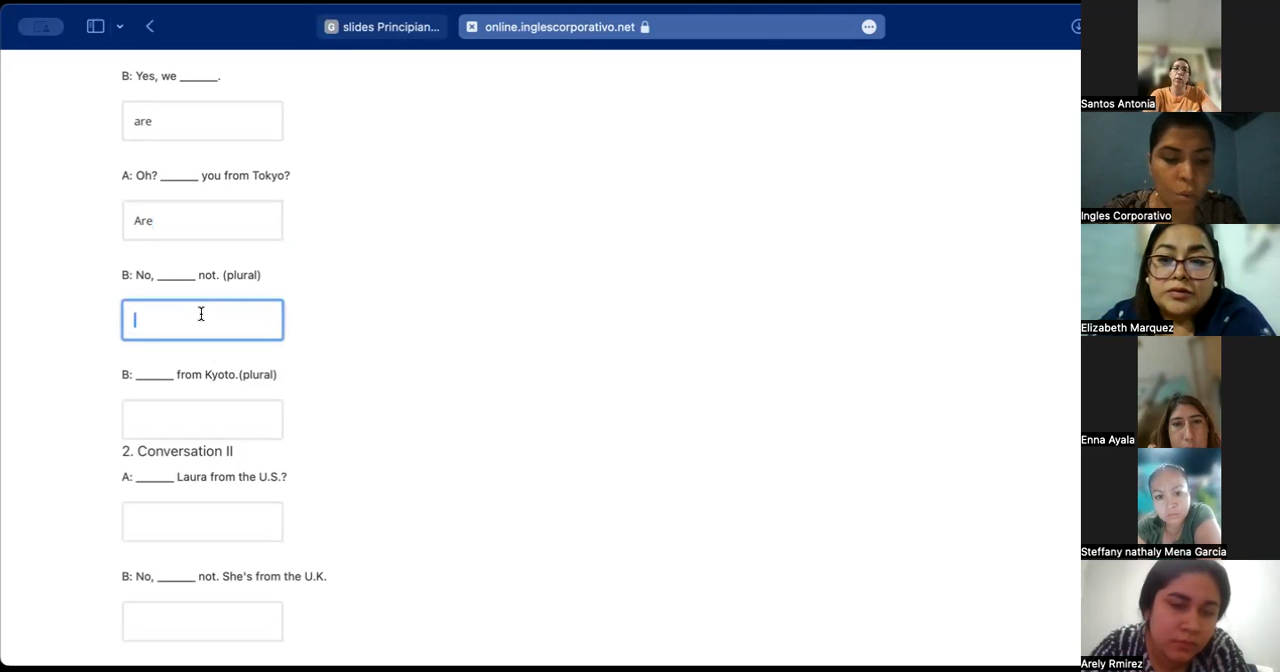 slides Principian...
online.inglescorporativo.net
B: Yes, we ______.
are
A: Oh? ______ you from Tokyo?
Are
B: No, ______ not. (plural)
B: ______ from Kyoto.(plural)
2. Conversation II
A: ______ Laura from the U.S.?
B: No, ______ not. She's from the U.K.
Santos Antonia
Ingles Corporativo
Elizabeth Marquez
Enna Ayala
Steffany nathaly Mena Garcia
Arely Rmirez